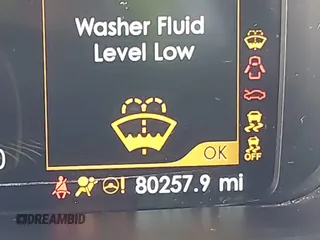 Washer Fluid
Level Low
OK
OFF
80257.9 mi
DREAMBID